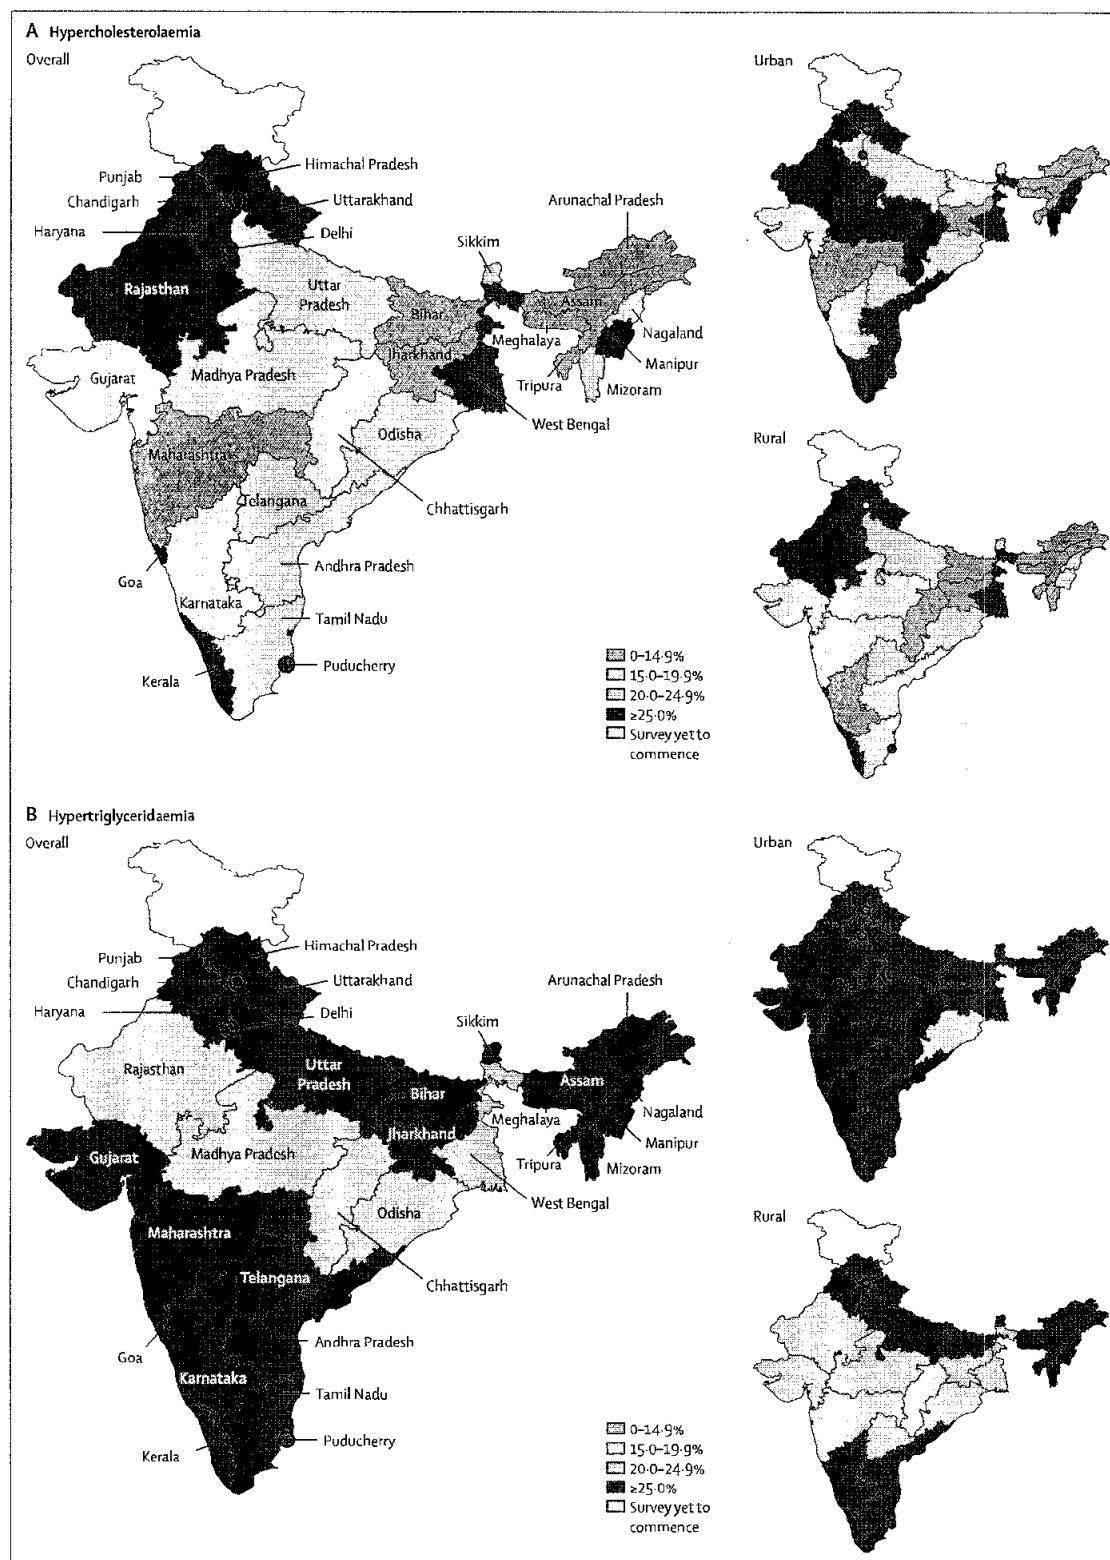 A Hypercholesterolaemia
Overall
Urban
Himachal Pradesh
Punjab
Chandigarh
Uttarakhand
Arunachal Pradesh
Haryana
Delhi
Sikkim
Rajasthan
Uttar
Pradesh
Assam
Bihar
Nagaland
Meghalaya
Jharkhand
Manipur
Gujarat
Madhya Pradesh
Tripura
Mizoram
West Bengal
Odisha
Rural
Maharashtra
Telangana
Chhattisgarh
Andhra Pradesh
Goa
Karnataka
Tamil Nadu
Puducherry
Kerala
0–14·9%
15·0–19·9%
20·0–24·9%
≥25·0%
Survey yet to
commence
B Hypertriglyceridaemia
Overall
Urban
Himachal Pradesh
Punjab
Chandigarh
Uttarakhand
Arunachal Pradesh
Haryana
Delhi
Sikkim
Rajasthan
Uttar
Pradesh
Assam
Bihar
Nagaland
Meghalaya
Jharkhand
Manipur
Gujarat
Madhya Pradesh
Tripura
Mizoram
West Bengal
Odisha
Rural
Maharashtra
Telangana
Chhattisgarh
Andhra Pradesh
Goa
Karnataka
Tamil Nadu
Puducherry
Kerala
0–14·9%
15·0–19·9%
20·0–24·9%
≥25·0%
Survey yet to
commence